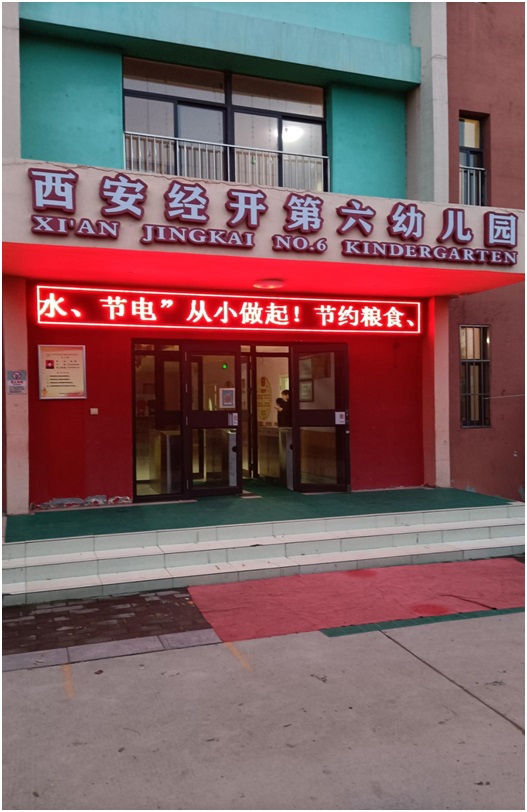 西安经开第六幼儿园
XI'AN JINGKAI NO.6 KINDERGARTEN
水、节电”从小做起！节约粮食、